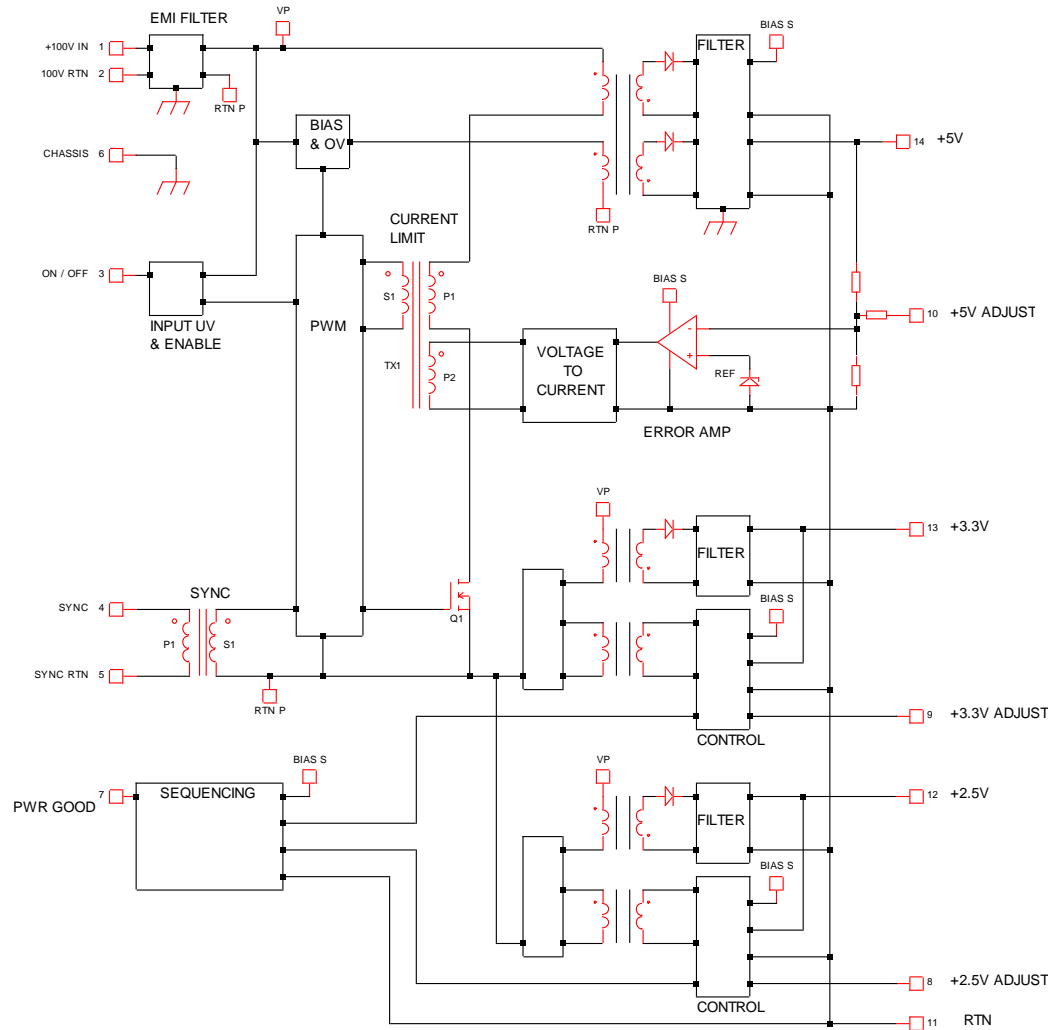 EMI FILTER
VP
BIAS S
+100V IN 1
FILTER
100V RTN 2
RTN P
BIAS
& OV
14 +5V
CHASSIS 6
RTN P
CURRENT
LIMIT
ON / OFF 3
BIAS S
S1
P1
INPUT UV
& ENABLE
PWM
10 +5V ADJUST
-
VOLTAGE
TO
CURRENT
+
REF
TX1
P2
ERROR AMP
VP
13 +3.3V
FILTER
SYNC
BIAS S
SYNC 4
Q1
P1
S1
SYNC RTN 5
RTN P
9 +3.3V ADJUST
CONTROL
BIAS S
VP
PWR GOOD 7
SEQUENCING
12 +2.5V
FILTER
BIAS S
8 +2.5V ADJUST
CONTROL
11 RTN